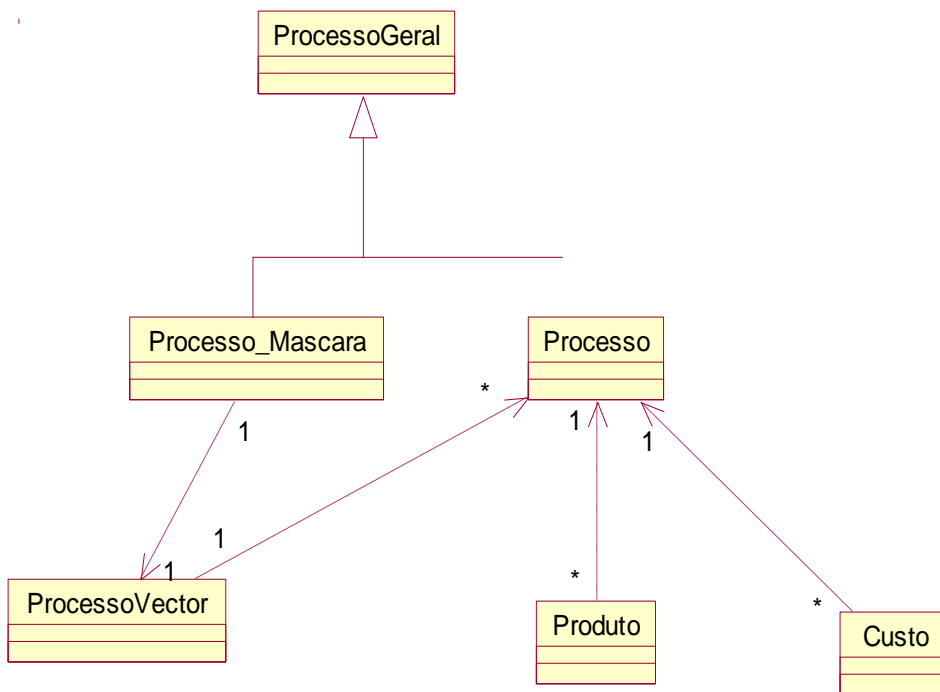 ProcessoGeral
Processo_Mascara
Processo
*
1
1
1
1
1
ProcessoVector
*
Produto
*
Custo